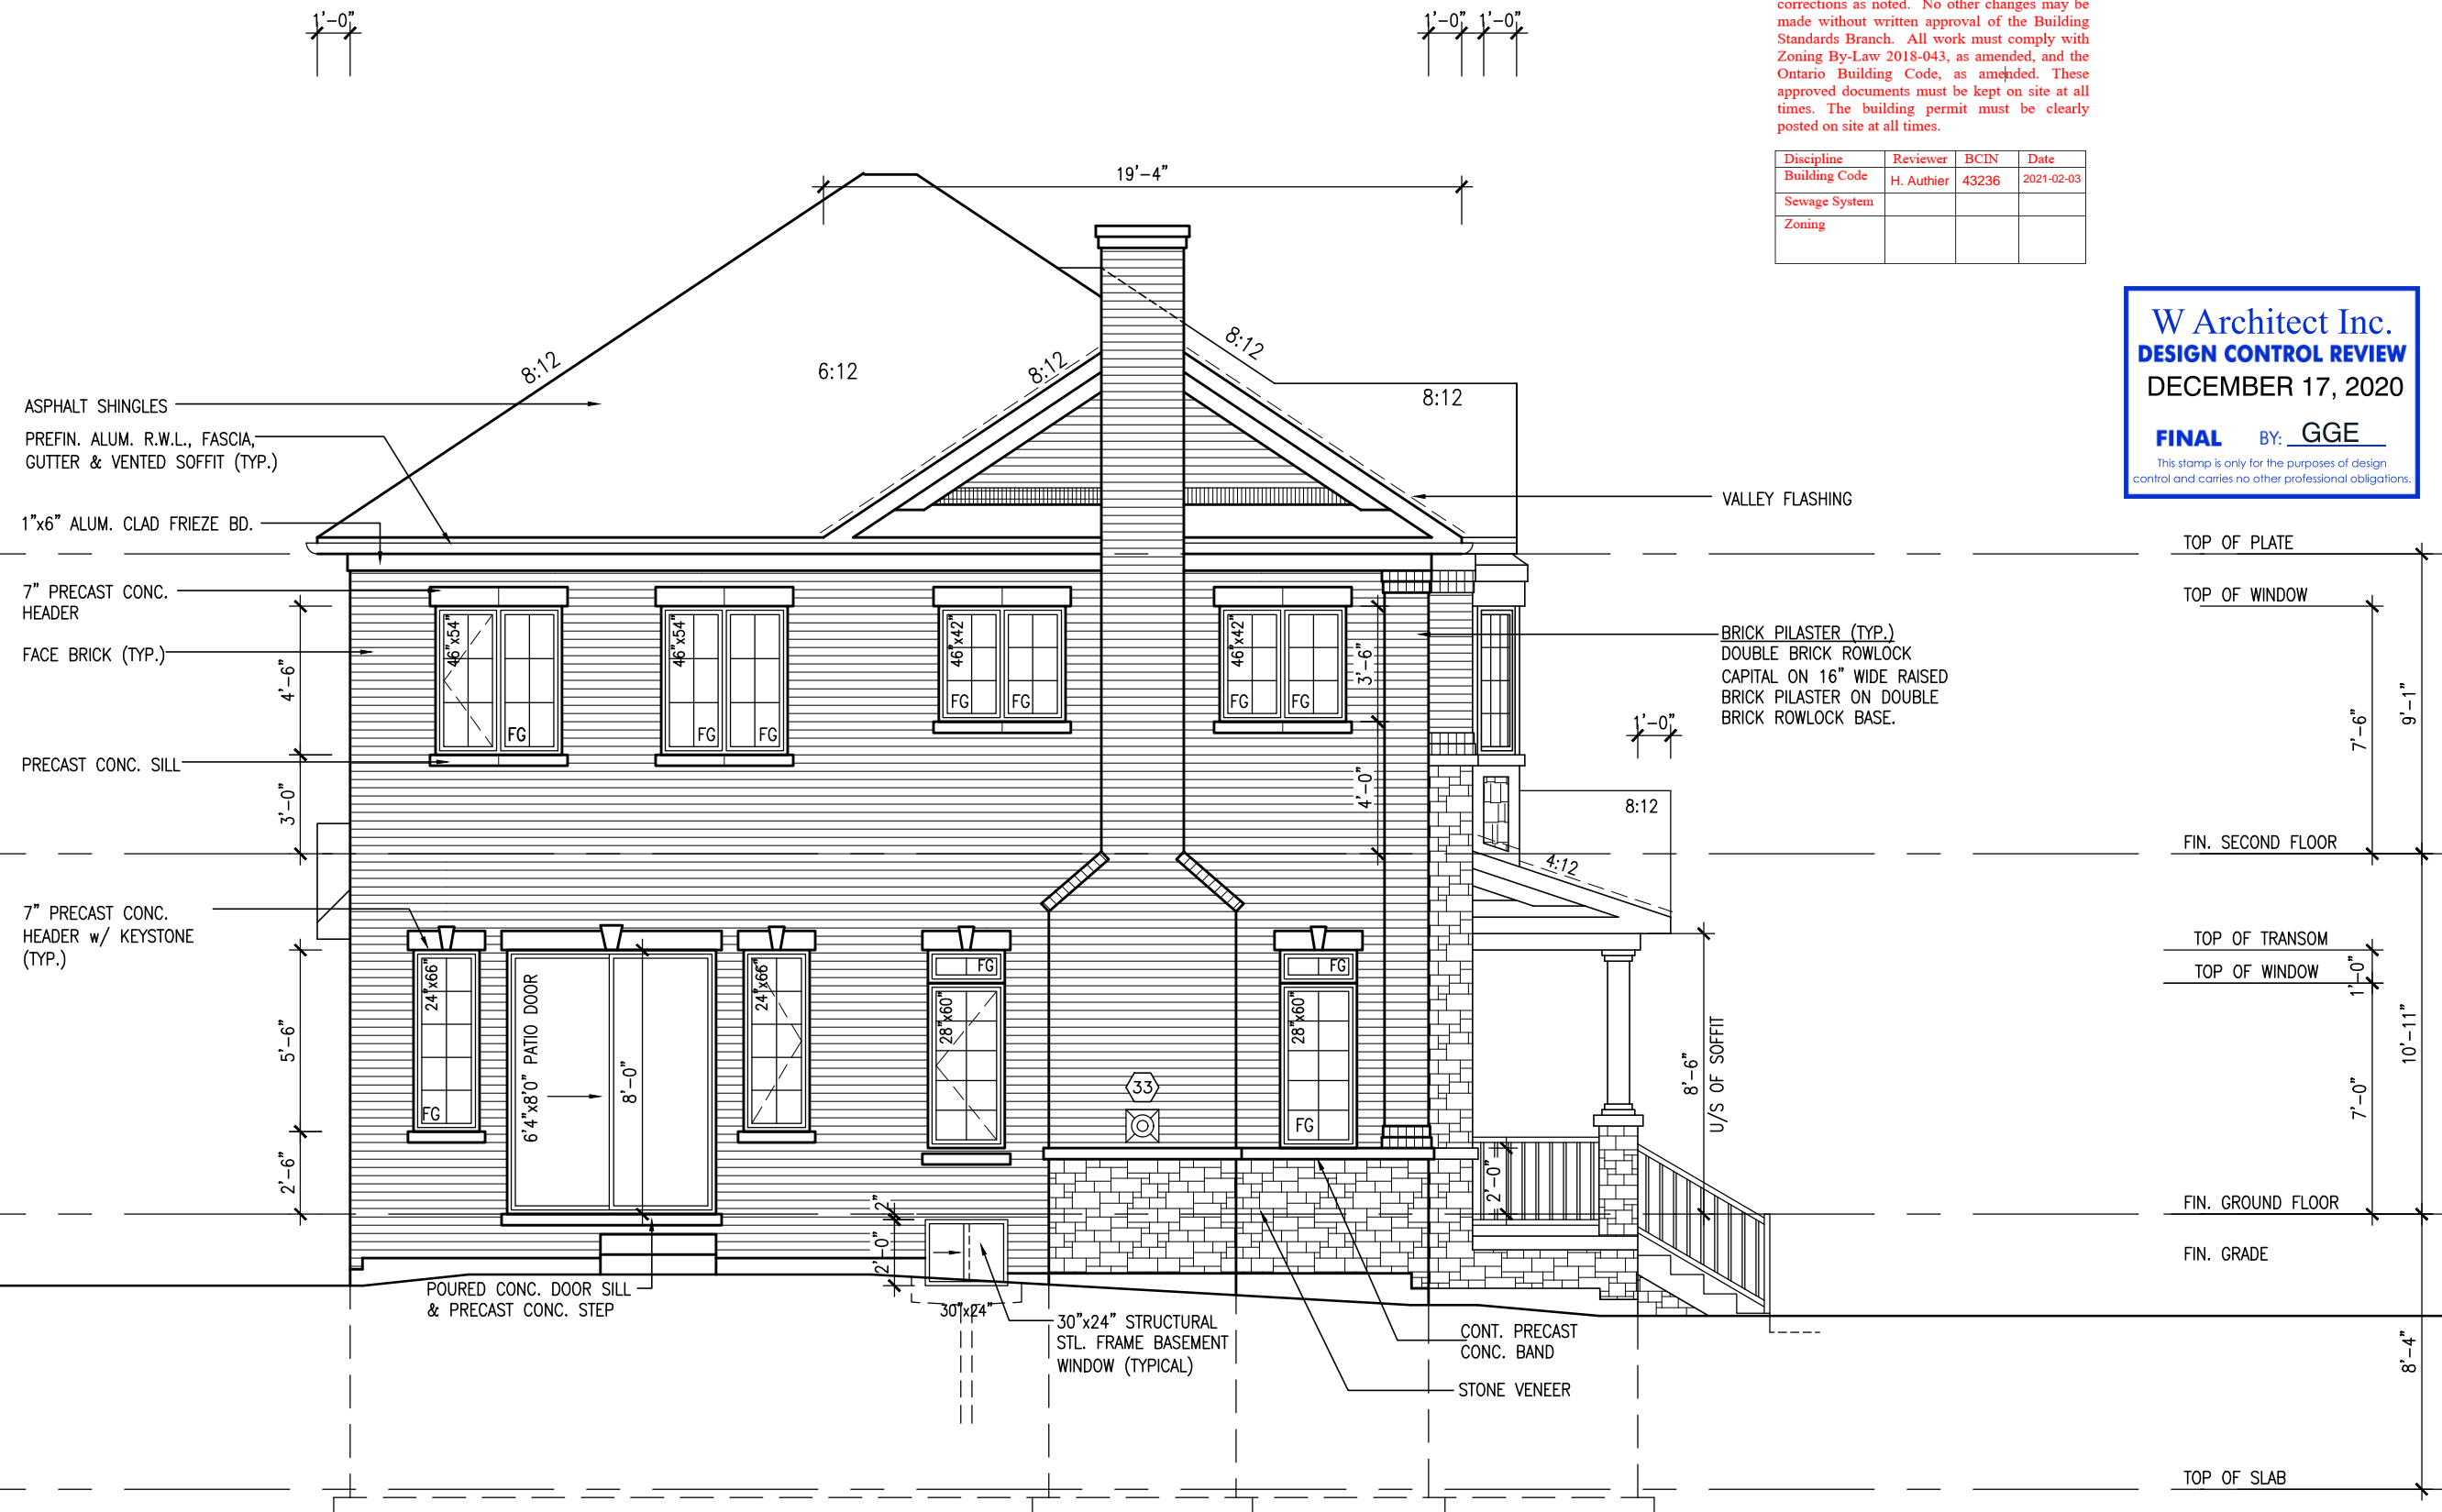 1'-0"
1'-0" 1'-0"
corrections as noted. No other changes may be
made without written approval of the Building
Standards Branch. All work must comply with
Zoning By-Law 2018-043, as amended, and the
Ontario Building Code, as amended. These
approved documents must be kept on site at all
times. The building permit must be clearly
posted on site at all times.
Discipline Reviewer BCIN Date
Building Code H. Authier 43236 2021-02-03
Sewage System
Zoning
19'-4"
W Architect Inc.
DESIGN CONTROL REVIEW
DECEMBER 17, 2020
FINAL BY: GGE
This stamp is only for the purposes of design
control and carries no other professional obligations.
8:12
6:12
8:12
8:12
8:12
ASPHALT SHINGLES
PREFIN. ALUM. R.W.L., FASCIA,
GUTTER & VENTED SOFFIT (TYP.)
1"x6" ALUM. CLAD FRIEZE BD.
7" PRECAST CONC.
HEADER
FACE BRICK (TYP.)
PRECAST CONC. SILL
7" PRECAST CONC.
HEADER w/ KEYSTONE
(TYP.)
4'-6"
3'-0"
5'-6"
2'-6"
46"x54"
FG
46"x54"
FG FG
46"x42"
FG FG
46"x42"
FG FG
3'-6"
4'-0"
VALLEY FLASHING
BRICK PILASTER (TYP.)
DOUBLE BRICK ROWLOCK
CAPITAL ON 16" WIDE RAISED
BRICK PILASTER ON DOUBLE
BRICK ROWLOCK BASE.
1'-0"
8:12
4:12
24"x66"
FG
6'4"x8'0" PATIO DOOR
8'-0"
24"x66"
FG
28"x60"
33
FG
28"x60"
FG
2'-0"
8'-6"
U/S OF SOFFIT
2"
2'-0"
30"x24"
POURED CONC. DOOR SILL
& PRECAST CONC. STEP
30"x24" STRUCTURAL
STL. FRAME BASEMENT
WINDOW (TYPICAL)
CONT. PRECAST
CONC. BAND
STONE VENEER
TOP OF PLATE
TOP OF WINDOW
7'-6"
9'-1"
FIN. SECOND FLOOR
TOP OF TRANSOM
TOP OF WINDOW
1'-0"
7'-0"
10'-11"
FIN. GROUND FLOOR
FIN. GRADE
8'-4"
TOP OF SLAB